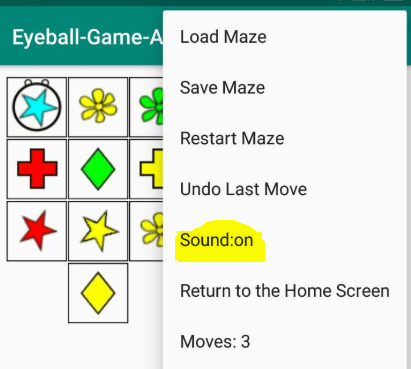 Eyeball-Game-A
Load Maze
Save Maze
Restart Maze
Undo Last Move
Sound:on
Return to the Home Screen
Moves: 3